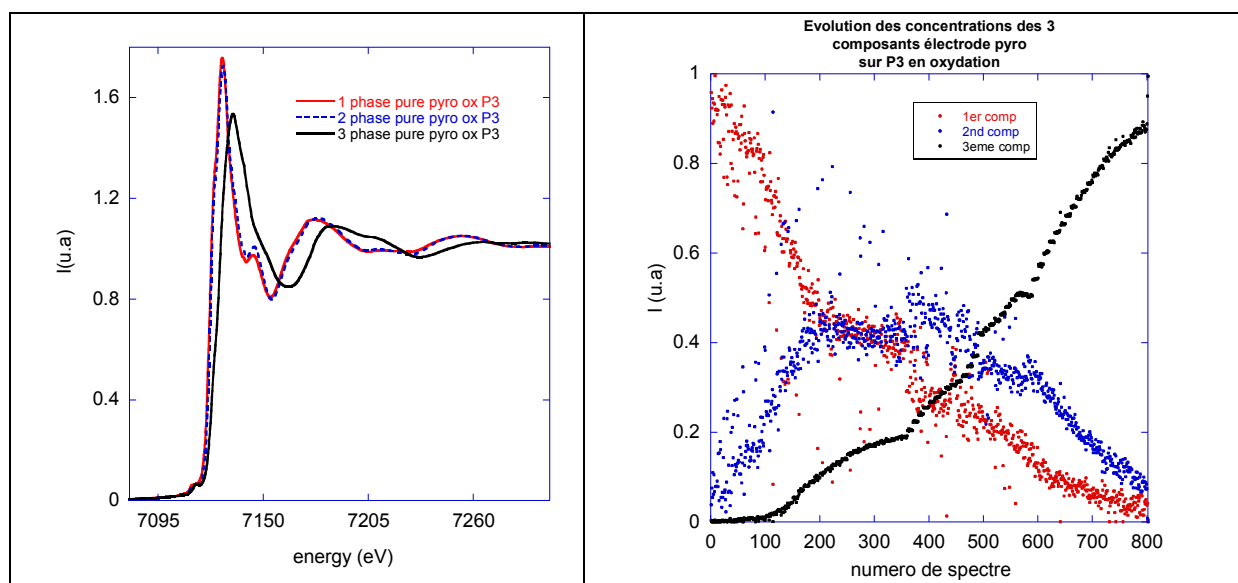 1.6
1.2
0.8
0.4
0
I(u.a)
1 phase pure pyro ox P3
2 phase pure pyro ox P3
3 phase pure pyro ox P3
7095 7150 7205 7260
energy (eV)
Evolution des concentrations des 3
composants électrode pyro
sur P3 en oxydation
1
0.8
0.6
0.4
0.2
0
I (u.a)
1er comp
2nd comp
3eme comp
0 100 200 300 400 500 600 700 800
numero de spectre